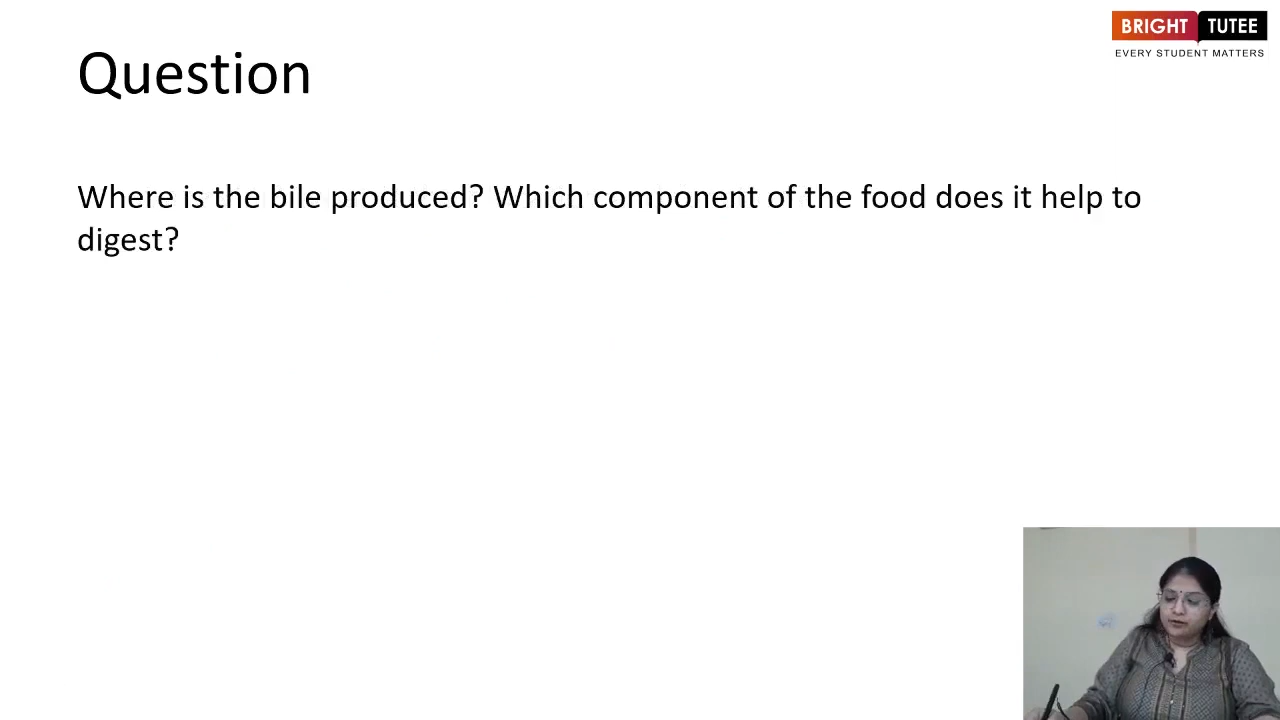 BRIGHT TUTEE
EVERY STUDENT MATTERS
Question
Where is the bile produced? Which component of the food does it help to
digest?